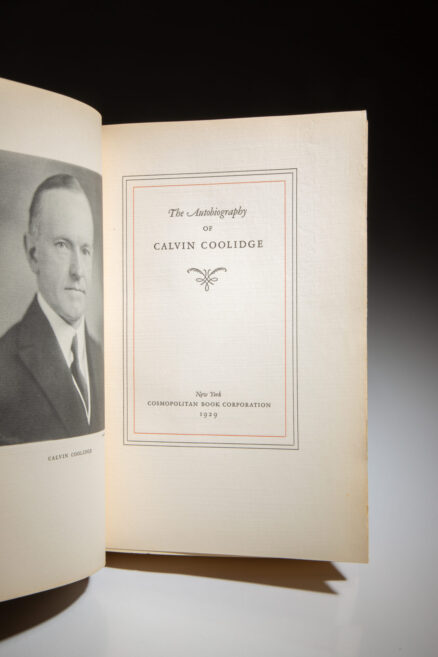 CALVIN COOLIDGE
The Autobiography
OF
CALVIN COOLIDGE
New York
COSMOPOLITAN BOOK CORPORATION
1929